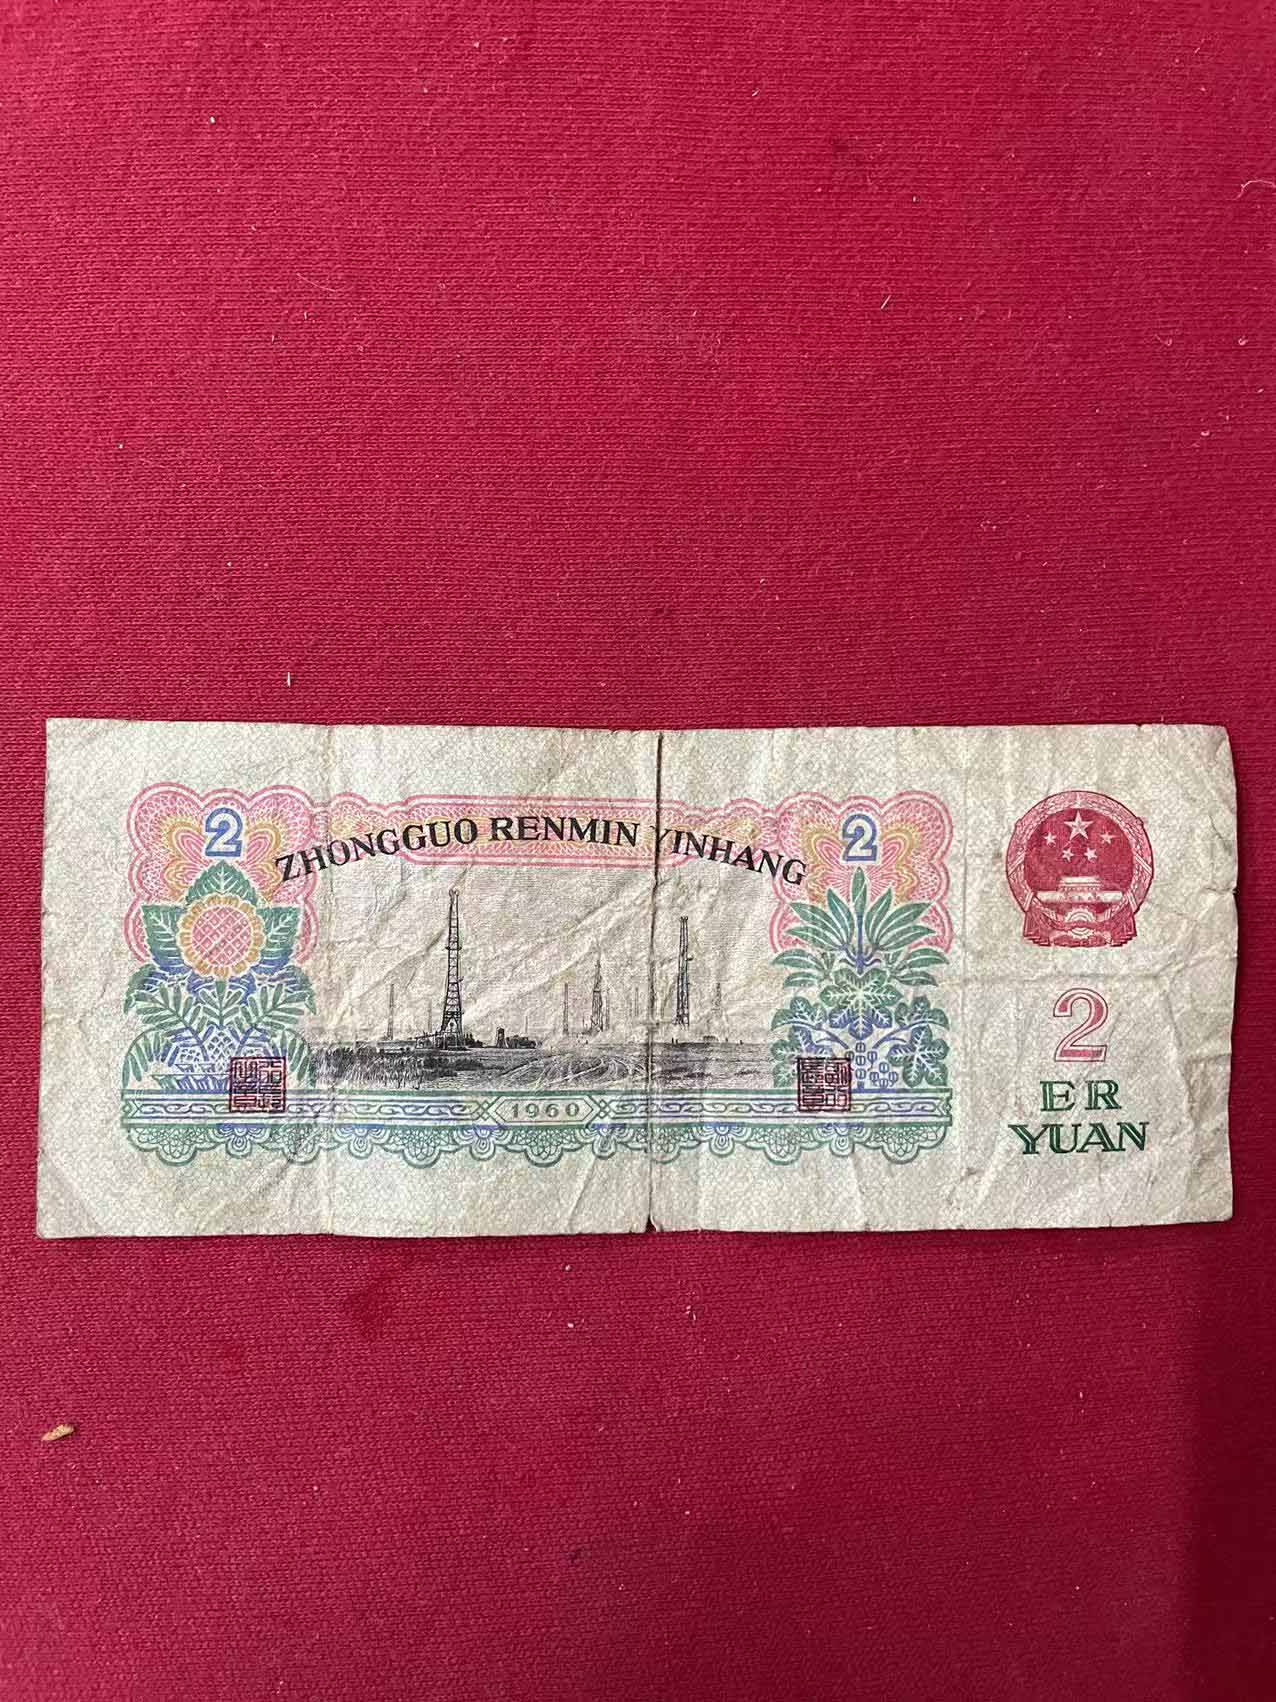 2
2
ZHONGGUO RENMIN YINHANG
2
ER
YUAN
1960